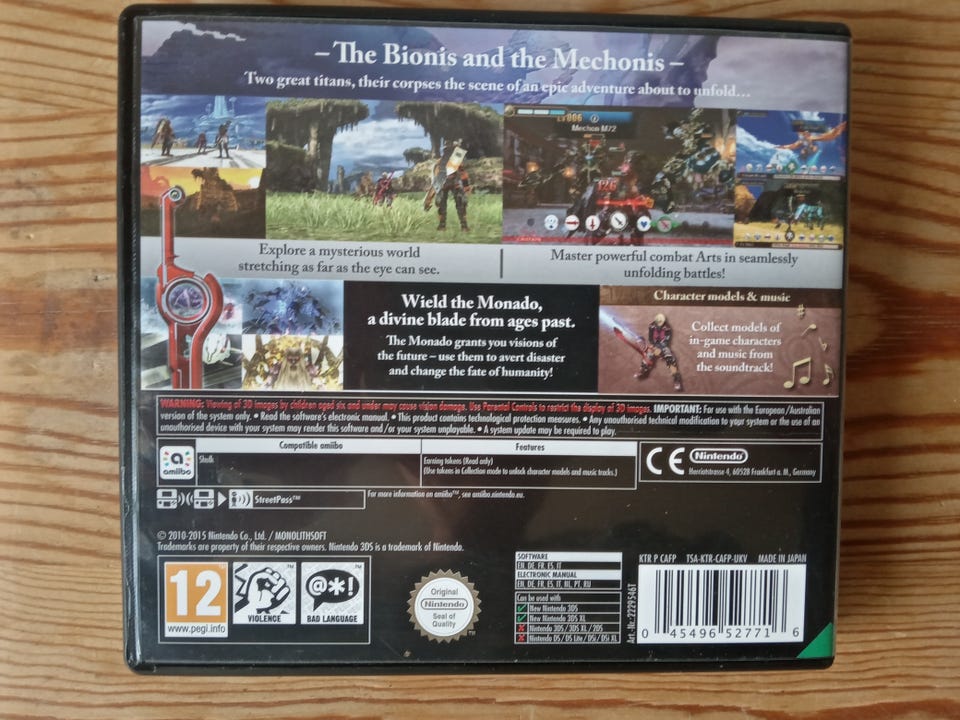 – The Bionis and the Mechonis –
Two great titans, their corpses the scene of an epic adventure about to unfold...
LV 006
Mechon M72
Explore a mysterious world
stretching as far as the eye can see.
Master powerful combat Arts in seamlessly
unfolding battles!
Wield the Monado,
a divine blade from ages past.
The Monado grants you visions of
the future – use them to avert disaster
and change the fate of humanity!
Character models & music
Collect models of
in-game characters
and music from
the soundtrack!
WARNING: Viewing of 3D images by children aged six and under may cause vision damage. Use Parental Controls to restrict the display of 3D images. IMPORTANT: For use with the European/Australian
version of the system only. • Read the software's electronic manual. • This product contains technological protection measures. • Any unauthorised technical modification to your system or the use of an
unauthorised device with your system may render this software and/or your system unplayable. • A system update may be required to play.
Compatible amiibo
Features
amiibo
Shulk
Earning tokens (Read only)
(Use tokens in Collection mode to unlock character models and music tracks.)
CE
Nintendo
Herriotstrasse 4, 60528 Frankfurt a. M., Germany
StreetPass™
For more information on amiibo™, see amiibo.nintendo.eu.
© 2010-2015 Nintendo Co., Ltd. / MONOLITHSOFT
Trademarks are property of their respective owners. Nintendo 3DS is a trademark of Nintendo.
12
www.pegi.info
VIOLENCE
@*!
BAD LANGUAGE
Original
Nintendo
Seal of
Quality
SOFTWARE
EN, DE, FR, ES, IT
ELECTRONIC MANUAL
EN, DE, FR, ES, IT, NL, PT, RU
Can be used with
New Nintendo 3DS
New Nintendo 3DS XL
Nintendo 3DS / 3DS XL / 2DS
Nintendo DS / DS Lite / DSi / DSi XL
Art.-Nr.: 2229546T
KTR P CAFP TSA-KTR-CAFP-UKV MADE IN JAPAN
0 45496 52771 6